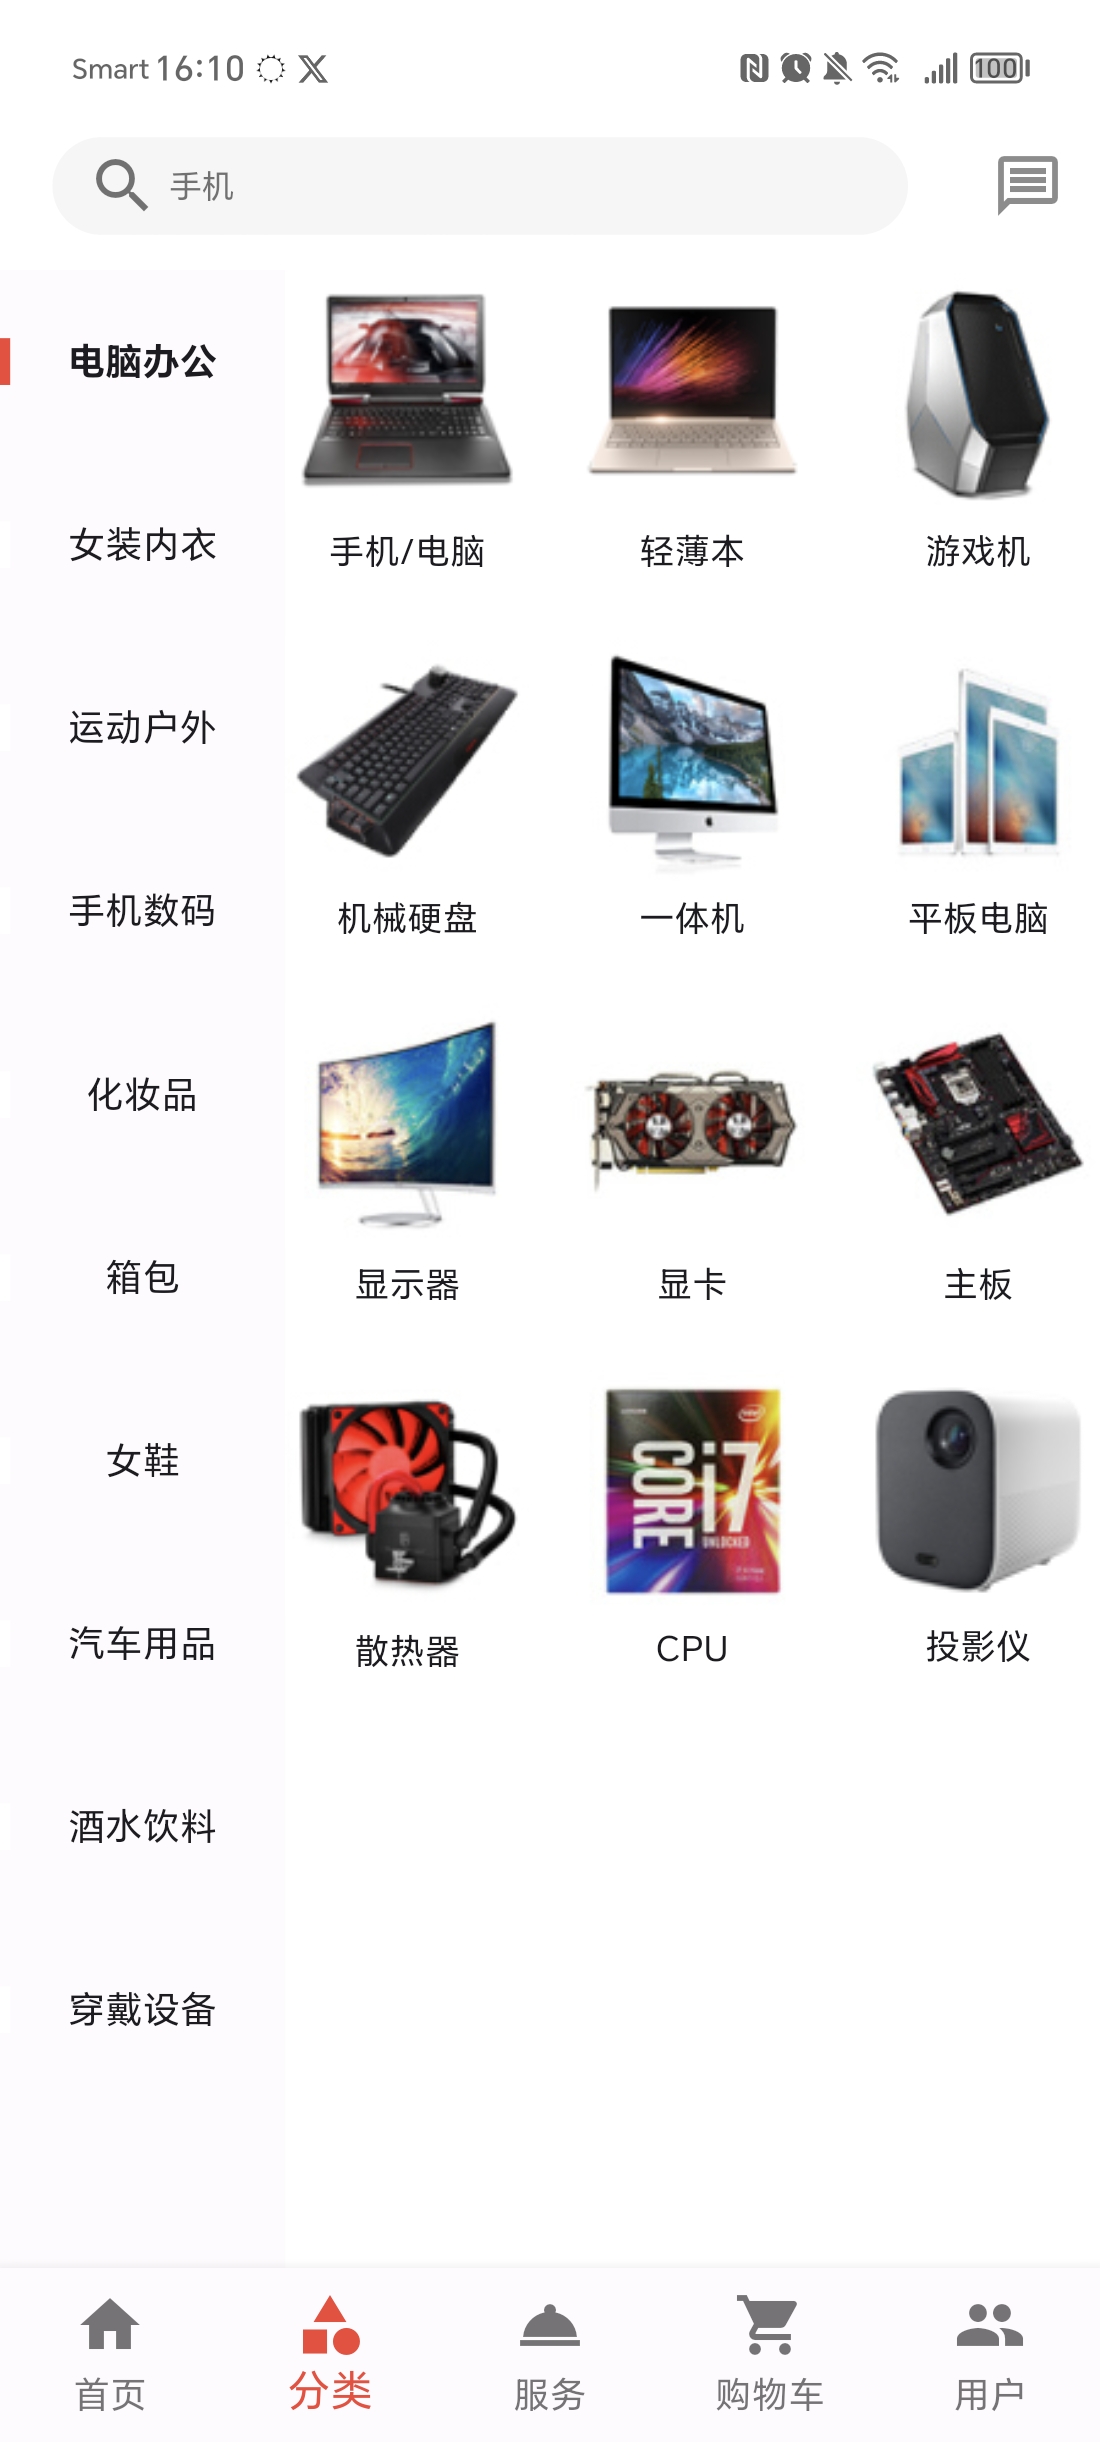 Smart 16:10
100
手机
电脑办公
女装内衣
运动户外
手机数码
化妆品
箱包
女鞋
汽车用品
酒水饮料
穿戴设备
手机/电脑
轻薄本
游戏机
机械硬盘
一体机
平板电脑
显示器
显卡
主板
CORE i7
UNLOCKED
散热器
CPU
投影仪
首页
分类
服务
购物车
用户